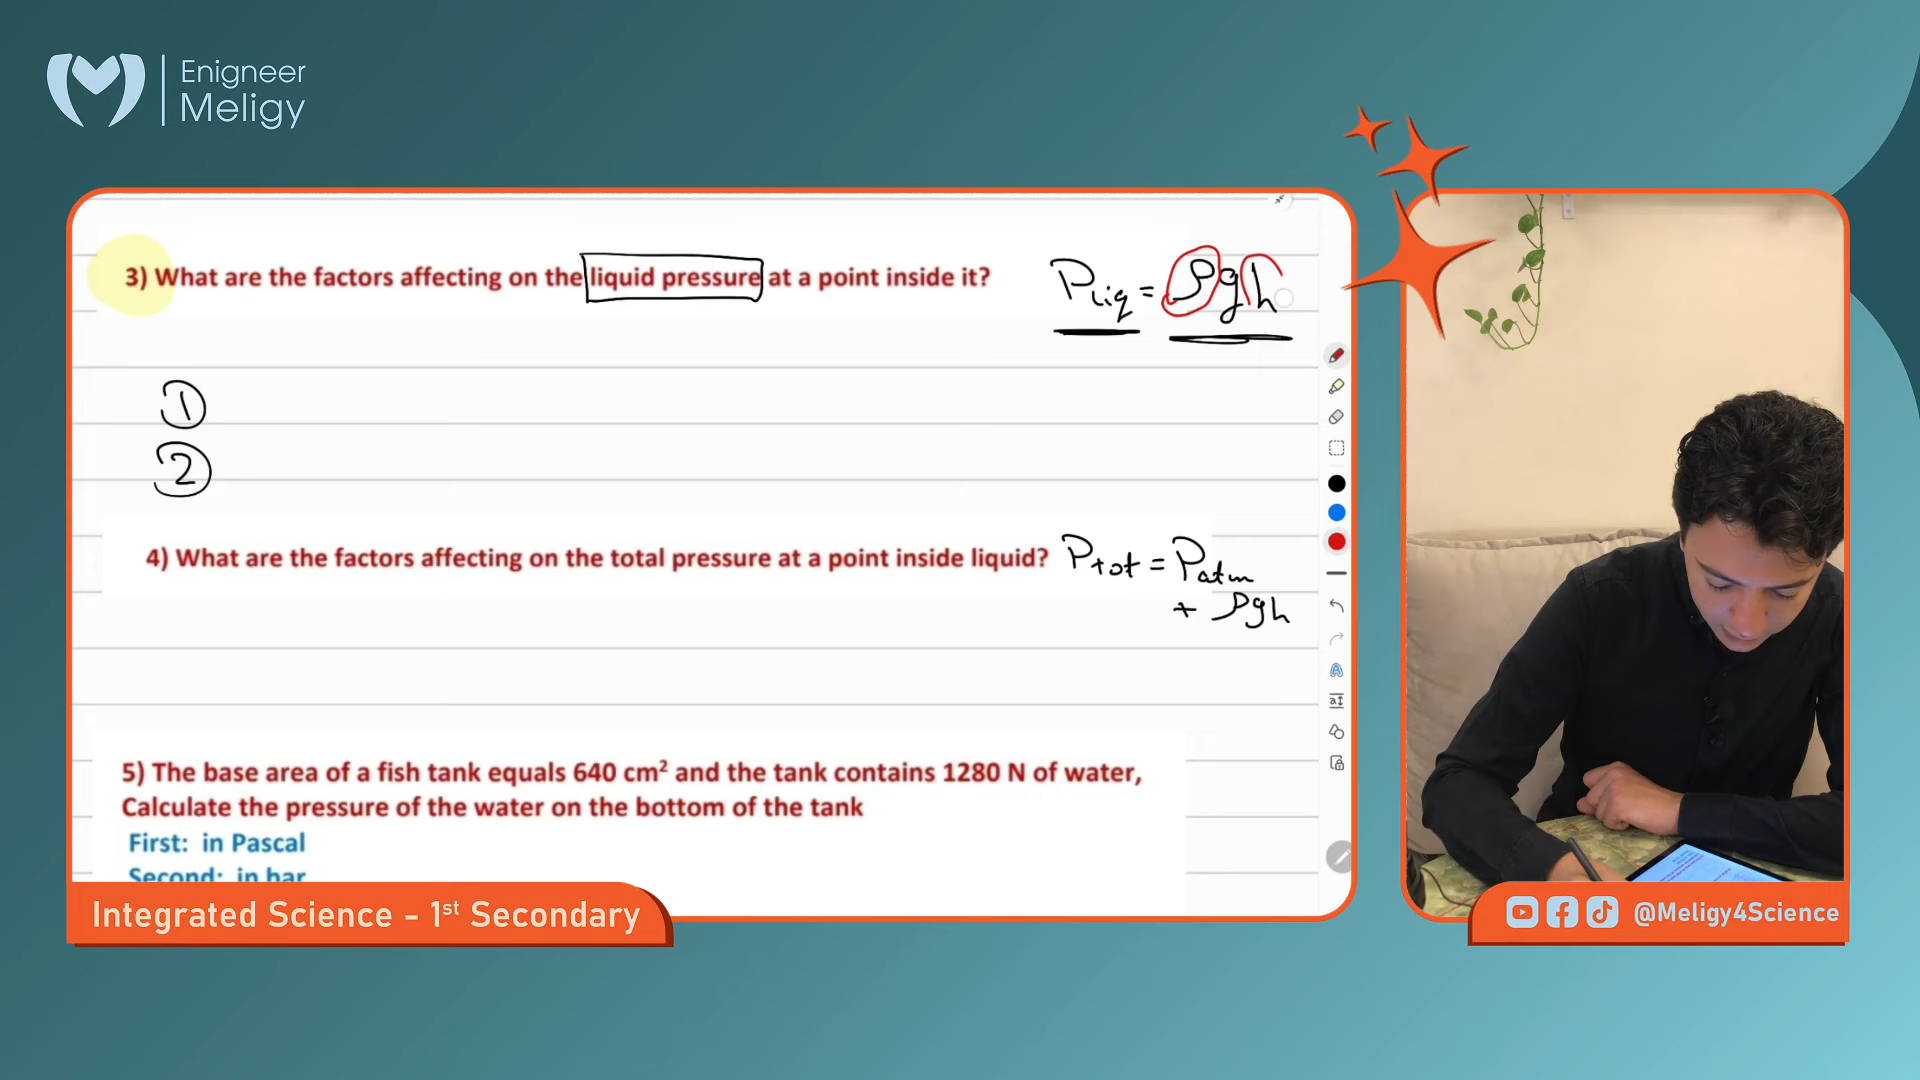 Enigneer
Meligy
3) What are the factors affecting on the liquid pressure at a point inside it?
Pliq = ρgh
①
②
4) What are the factors affecting on the total pressure at a point inside liquid?
Ptot = Patm
+ ρgh
5) The base area of a fish tank equals 640 cm² and the tank contains 1280 N of water,
Calculate the pressure of the water on the bottom of the tank
First: in Pascal
Second: in bar
Integrated Science - 1st Secondary
@Meligy4Science